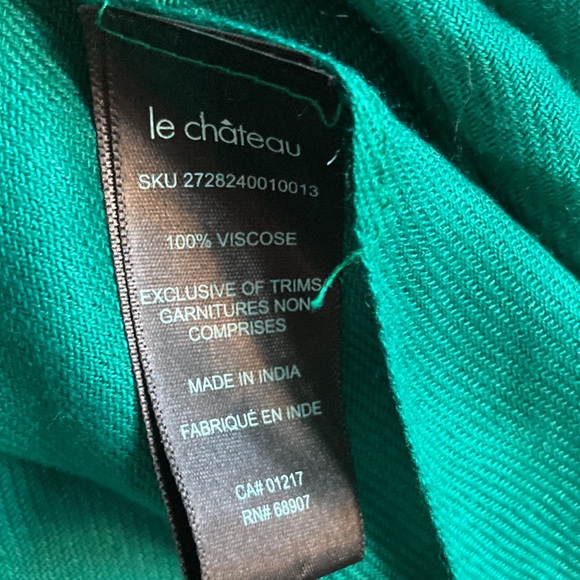 le château
SKU 2728240010013
100% VISCOSE
EXCLUSIVE OF TRIMS
GARNITURES NON
COMPRISES
MADE IN INDIA
FABRIQUÉ EN INDE
CA# 01217
RN# 68907